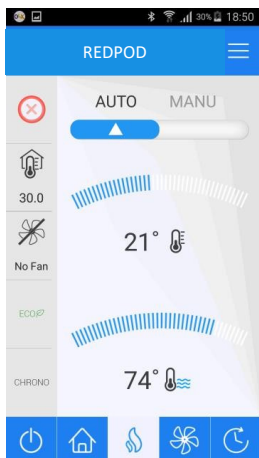 30% 18:50
REDPOD
AUTO MANU
30.0
21°
No Fan
ECO
74°
CHRONO